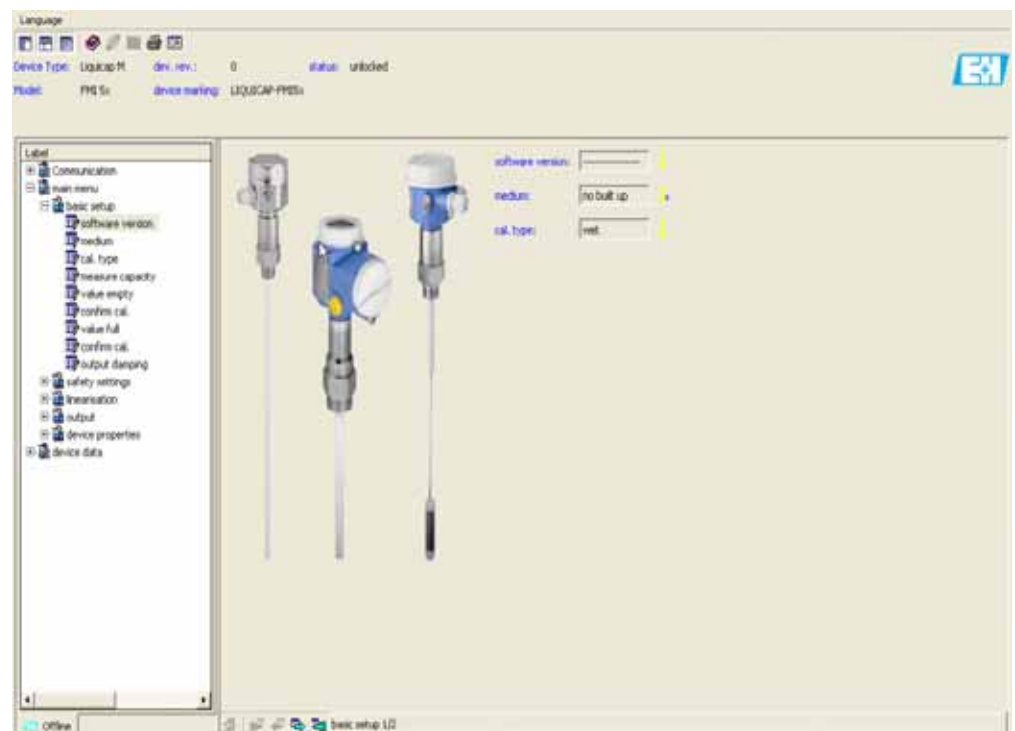 Language
Device Type: Liquicap M dev. rev.: 0 status: unlocked
Model: FMI 5x device marking: LIQUICAP-FMI5x
E+H
Label
Communication
main menu
basic setup
software version
medium
cal. type
measure capacity
value empty
confirm cal.
value full
confirm cal.
output damping
safety settings
linearisation
output
device properties
device data
software version: ----------
medium: no built up
cal. type: wet
Offline
basic setup 1/2